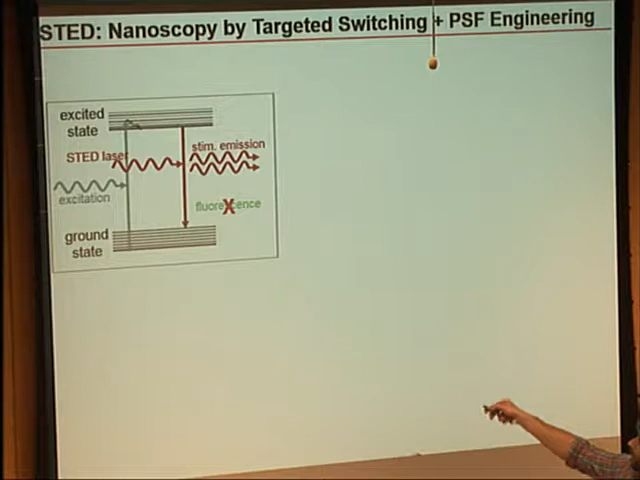 STED: Nanoscopy by Targeted Switching + PSF Engineering
excited
state
STED laser
stim. emission
excitation
fluorescence
ground
state